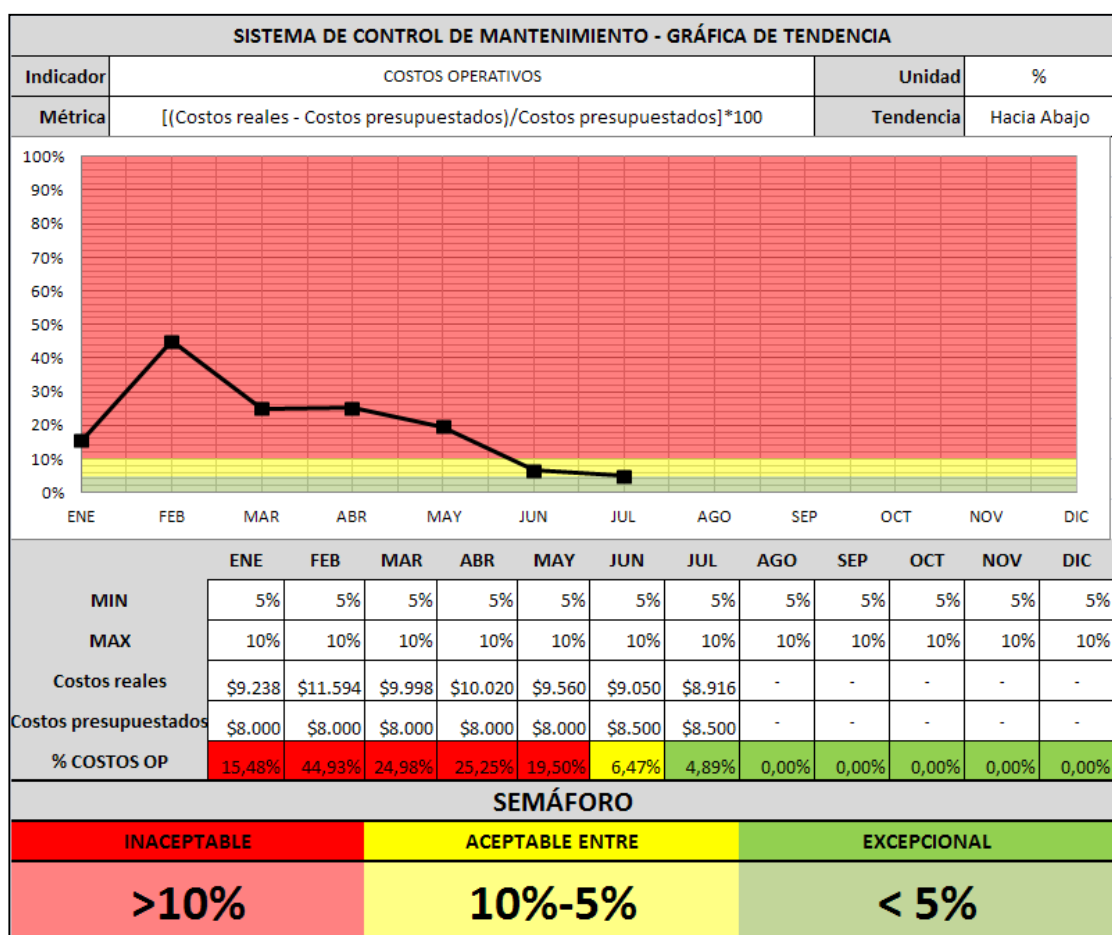 SISTEMA DE CONTROL DE MANTENIMIENTO - GRÁFICA DE TENDENCIA
Indicador COSTOS OPERATIVOS Unidad %
Métrica [(Costos reales - Costos presupuestados)/Costos presupuestados]*100 Tendencia Hacia Abajo
100%
90%
80%
70%
60%
50%
40%
30%
20%
10%
0%
ENE FEB MAR ABR MAY JUN JUL AGO SEP OCT NOV DIC
ENE FEB MAR ABR MAY JUN JUL AGO SEP OCT NOV DIC
MIN 5% 5% 5% 5% 5% 5% 5% 5% 5% 5% 5% 5%
MAX 10% 10% 10% 10% 10% 10% 10% 10% 10% 10% 10% 10%
Costos reales $9.238 $11.594 $9.998 $10.020 $9.560 $9.050 $8.916 - - - - -
Costos presupuestados $8.000 $8.000 $8.000 $8.000 $8.000 $8.500 $8.500 - - - - -
% COSTOS OP 15,48% 44,93% 24,98% 25,25% 19,50% 6,47% 4,89% 0,00% 0,00% 0,00% 0,00% 0,00%
SEMÁFORO
INACEPTABLE ACEPTABLE ENTRE EXCEPCIONAL
>10% 10%-5% < 5%